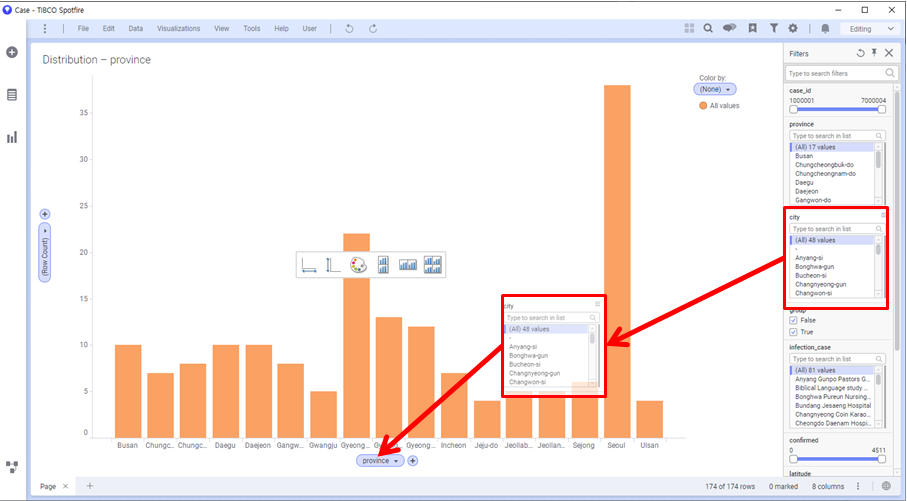 Case - TIBCO Spotfire
File Edit Data Visualizations View Tools Help User
Editing
Distribution – province
Color by:
(None)
All values
35
30
25
20
15
10
5
0
(Row Count)
Busan Chungc... Chungc... Daegu Daejeon Gangw... Gwangju Gyeong... Gyeong... Incheon Jeju-do Jeollab... Jeollan... Sejong Seoul Ulsan
province
city
Type to search in list
(All) 48 values
-
Anyang-si
Bonghwa-gun
Bucheon-si
Changnyeong-gun
Changwon-si
Filters
Type to search filters
case_id
1000001 7000004
province
Type to search in list
(All) 17 values
Busan
Chungcheongbuk-do
Chungcheongnam-do
Daegu
Daejeon
Gangwon-do
city
Type to search in list
(All) 48 values
-
Anyang-si
Bonghwa-gun
Bucheon-si
Changnyeong-gun
Changwon-si
group
False
True
infection_case
Type to search in list
(All) 81 values
Anyang Gunpo Pastors G...
Biblical Language study ...
Bonghwa Pureun Nursing...
Bundang Jesaeng Hospital
Changnyeong Coin Karao...
Cheongdo Daenam Hospi...
confirmed
0 4511
latitude
Page
174 of 174 rows 0 marked 8 columns